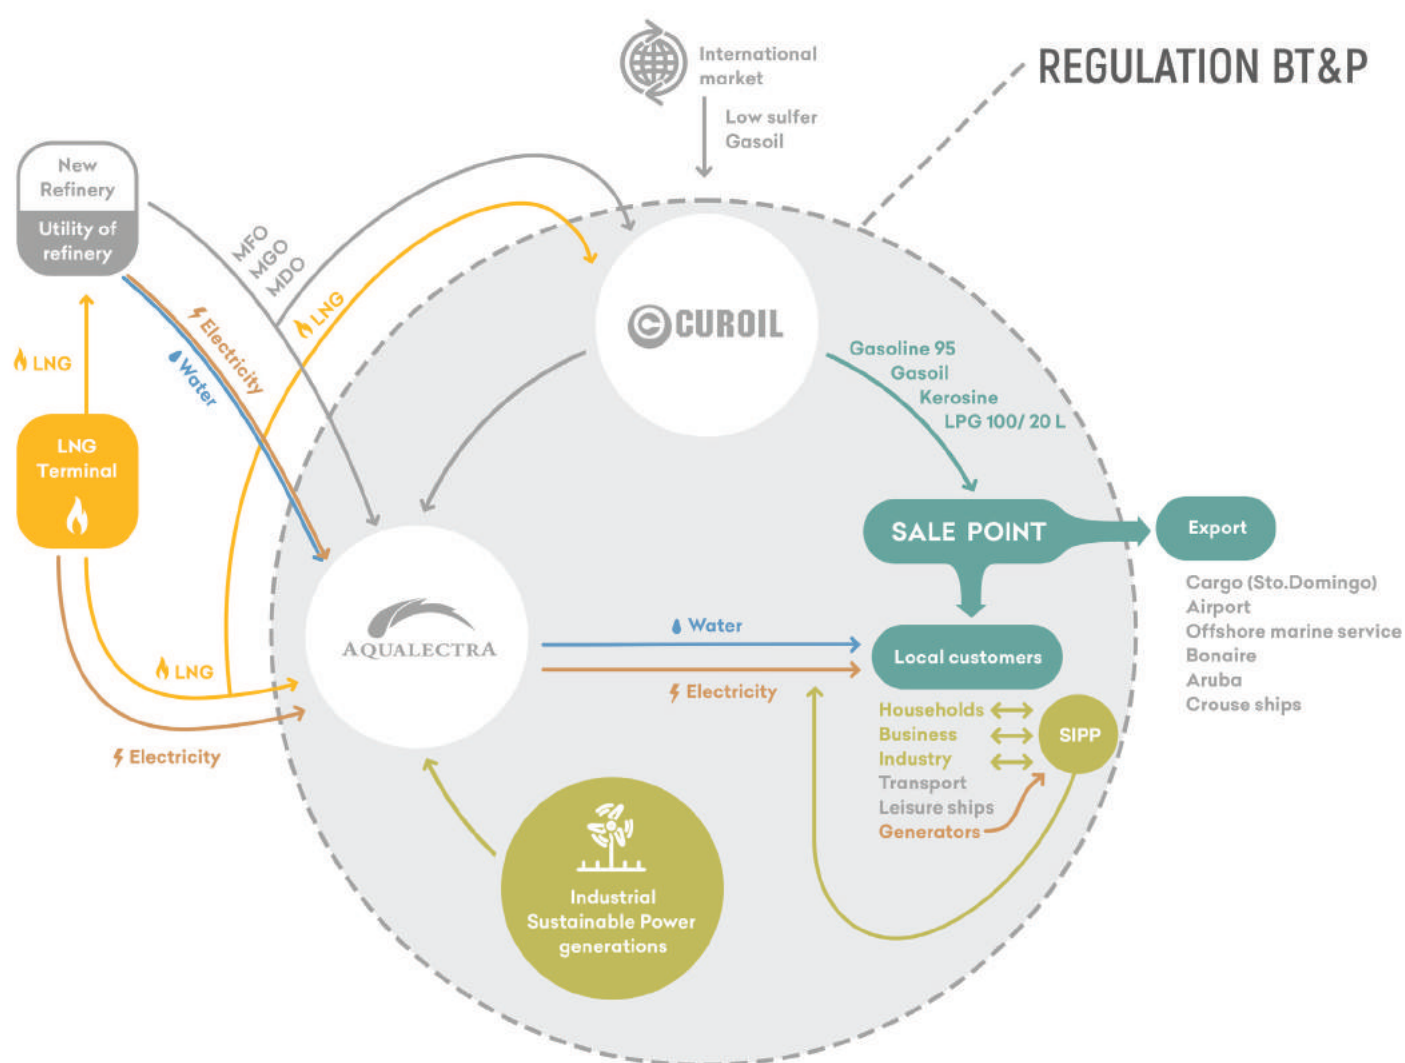 REGULATION BT&P
International
market
Low sulfer
Gasoil
New
Refinery
Utility of
refinery
MFO
MGO
MDO
LNG
Electricity
Water
LNG
LNG
Terminal
CUROIL
Gasoline 95
Gasoil
Kerosine
LPG 100/ 20 L
SALE POINT
Export
Cargo (Sto.Domingo)
Airport
Offshore marine service
Bonaire
Aruba
Crouse ships
AQUALECTRA
Water
Electricity
Local customers
LNG
Electricity
Households
Business
Industry
Transport
Leisure ships
Generators
SIPP
Industrial
Sustainable Power
generations